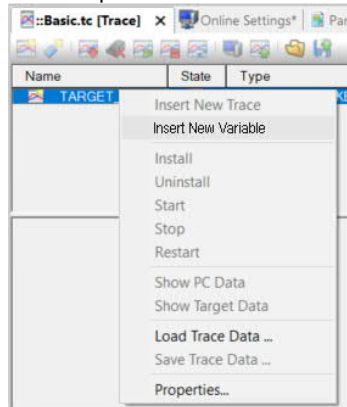 ::Basic.tc [Trace] Online Settings* Par
Name State Type
TARGET_
Insert New Trace
Insert New Variable
Install
Uninstall
Start
Stop
Restart
Show PC Data
Show Target Data
Load Trace Data ...
Save Trace Data ...
Properties...